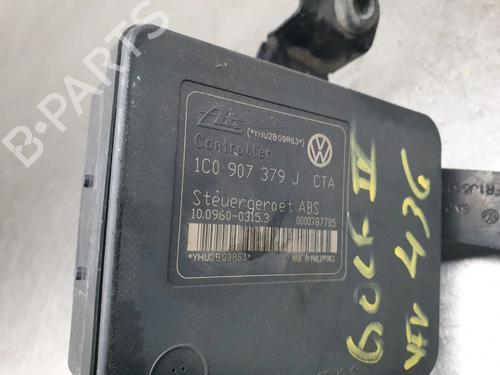 Ate (*YHU2B09R63*)
Controller
1C0 907 379 J CTA
Steuergeraet ABS
10.0960-0315.3 0000787705
*YHU2B09R63* MADE IN PHILIPPINES
GOLF IV
436
B-PARTS